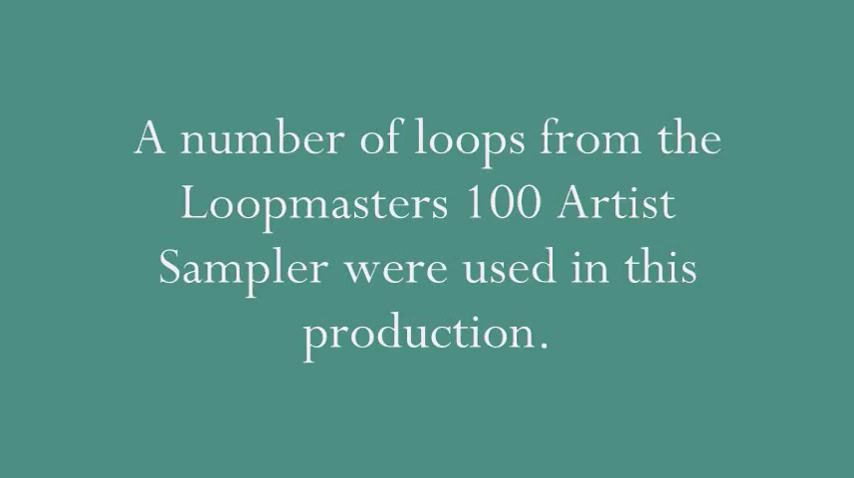 A number of loops from the
Loopmasters 100 Artist
Sampler were used in this
production.